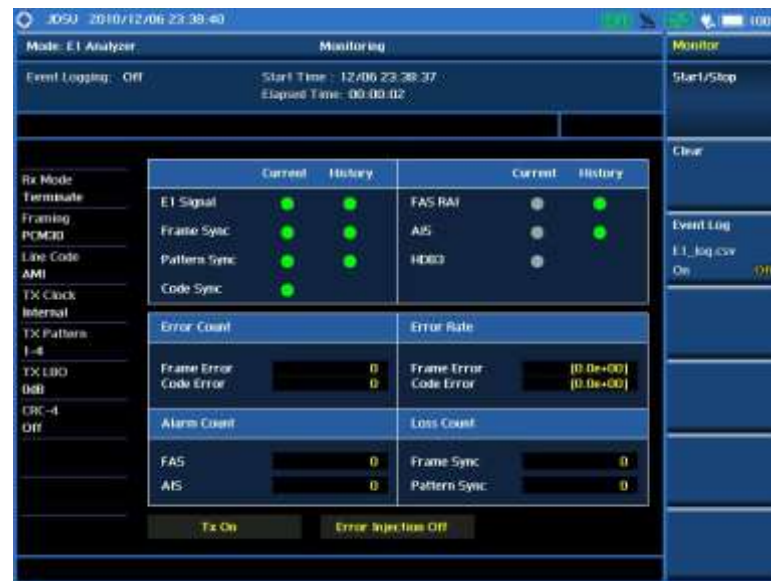 JDSU 2010/12/06 23:38:40
100
Mode: E1 Analyzer
Monitoring
Monitor
Event Logging: Off
Start Time : 12/06 23:38:37
Elapsed Time: 00:00:02
Start/Stop
Clear
Event Log
E1_log.csv
On Off
Rx Mode
Terminate
Framing
PCM30
Line Code
AMI
TX Clock
Internal
TX Pattern
1-4
TX LBO
0dB
CRC-4
Off
Current History
Current History
E1 Signal
FAS RAI
Frame Sync
AIS
Pattern Sync
HDB3
Code Sync
Error Count
Error Rate
Frame Error 0
Frame Error (0.0e+00)
Code Error 0
Code Error (0.0e+00)
Alarm Count
Loss Count
FAS 0
Frame Sync 0
AIS 0
Pattern Sync 0
Tx On
Error Injection Off